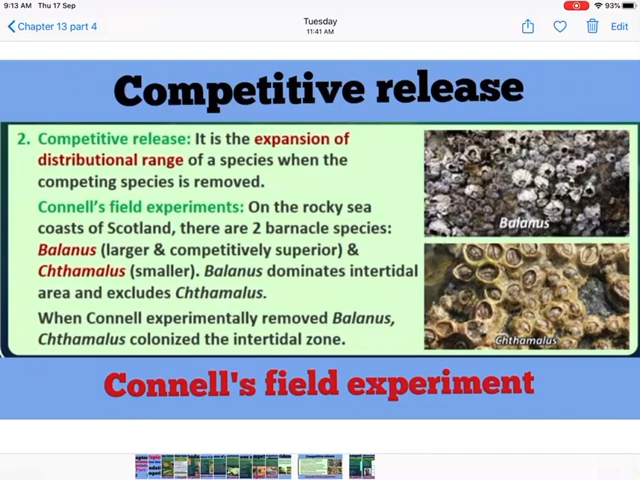 9:13 AM Thu 17 Sep
93%
Chapter 13 part 4
Tuesday
11:41 AM
Edit
Competitive release
2. Competitive release: It is the expansion of
distributional range of a species when the
competing species is removed.
Connell's field experiments: On the rocky sea
coasts of Scotland, there are 2 barnacle species:
Balanus (larger & competitively superior) &
Chthamalus (smaller). Balanus dominates intertidal
area and excludes Chthamalus.
When Connell experimentally removed Balanus,
Chthamalus colonized the intertidal zone.
Balanus
Chthamalus
Connell's field experiment